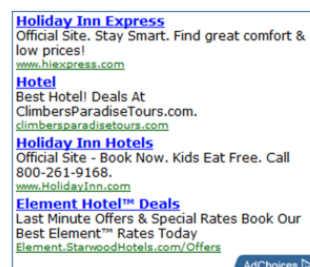 Holiday Inn Express
Official Site. Stay Smart. Find great comfort &
low prices!
www.hiexpress.com
Hotel
Best Hotel! Deals At
ClimbersParadiseTours.com.
climbersparadisetours.com
Holiday Inn Hotels
Official Site - Book Now. Kids Eat Free. Call
800-261-9168.
www.HolidayInn.com
Element Hotel™ Deals
Last Minute Offers & Special Rates Book Our
Best Element™ Rates Today
Element.StarwoodHotels.com/Offers
AdChoices